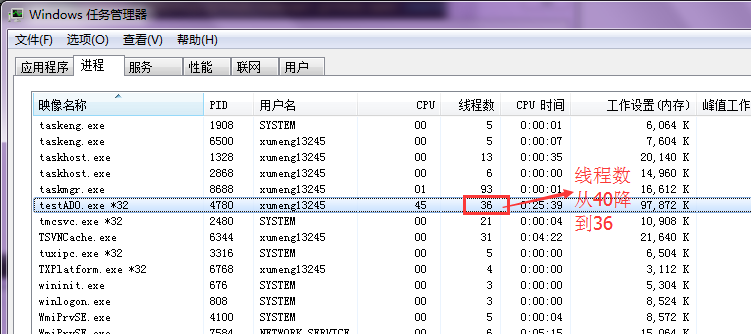 Windows 任务管理器
文件(F) 选项(O) 查看(V) 帮助(H)
应用程序 进程 服务 性能 联网 用户
映像名称 PID 用户名 CPU 线程数 CPU 时间 工作设置(内存) 峰值工作
taskeng.exe 1908 SYSTEM 00 5 0:00:01 6,064 K
taskeng.exe 6500 xumeng13245 00 5 0:00:07 7,604 K
taskhost.exe 1328 xumeng13245 00 13 0:00:35 20,140 K
taskhost.exe 2868 xumeng13245 00 6 0:00:00 14,960 K
taskmgr.exe 8688 xumeng13245 01 93 0:00:01 16,612 K
testADO.exe *32 4780 xumeng13245 45 36 0:25:39 97,872 K
tmcsvc.exe 2480 SYSTEM 00 21 0:00:04 10,908 K
TSVNCache.exe 6344 xumeng13245 00 31 0:04:22 21,640 K
tuxipc.exe *32 3316 SYSTEM 00 5 0:00:00 6,504 K
TXPlatform.exe *32 6768 xumeng13245 00 4 0:00:00 3,112 K
wininit.exe 676 SYSTEM 00 3 0:00:00 5,304 K
winlogon.exe 808 SYSTEM 00 3 0:00:00 8,524 K
WmiPrvSE.exe 4100 SYSTEM 00 5 0:00:04 8,572 K
WmiPrvSE.exe 7584 NETWORK SERVICE 00 6 0:05:15 15,064 K
线程数
从40降
到36